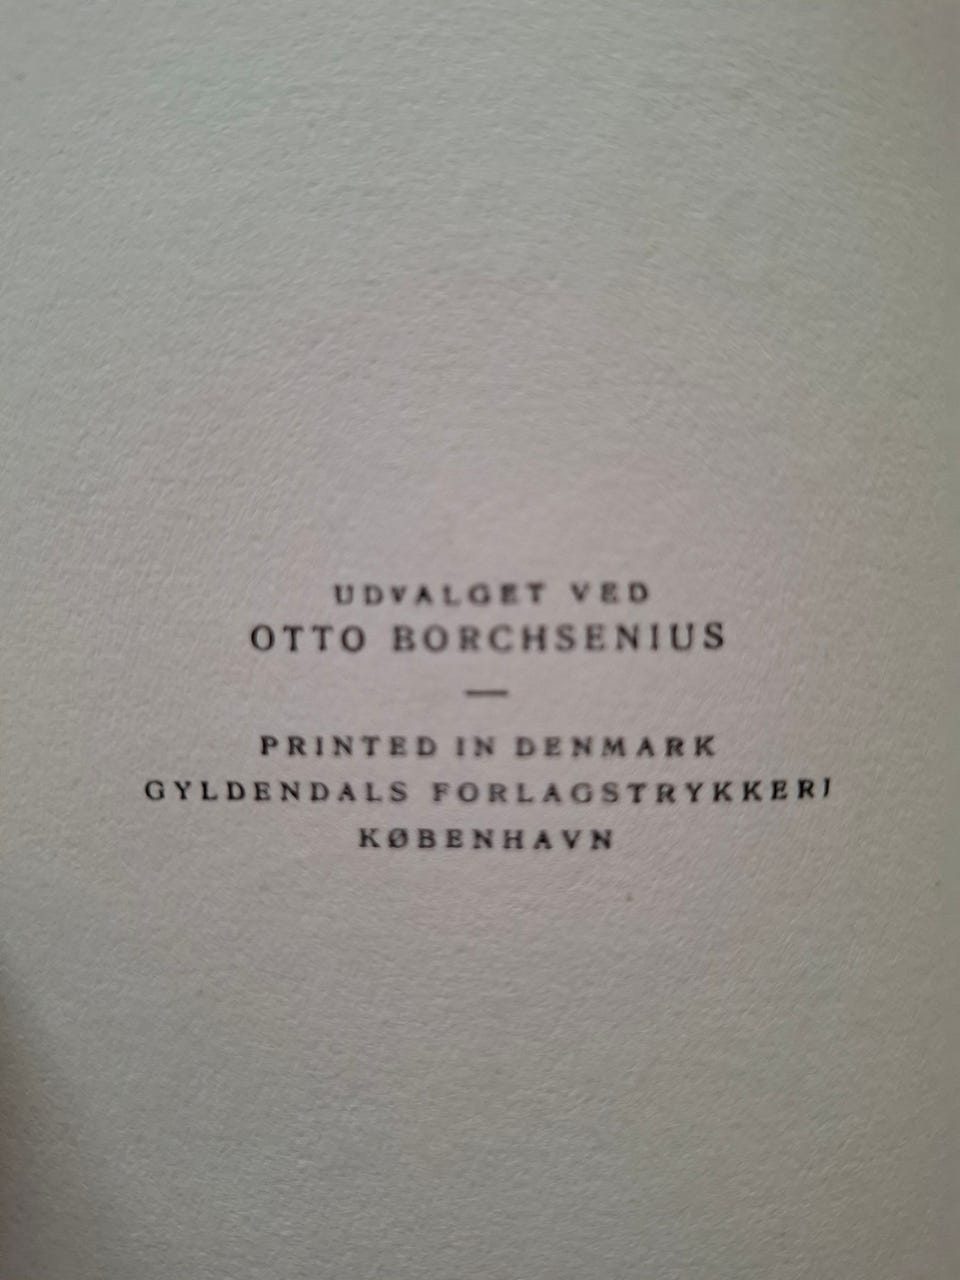 UDVALGET VED
OTTO BORCHSENIUS
—
PRINTED IN DENMARK
GYLDENDALS FORLAGSTRYKKERI
KØBENHAVN